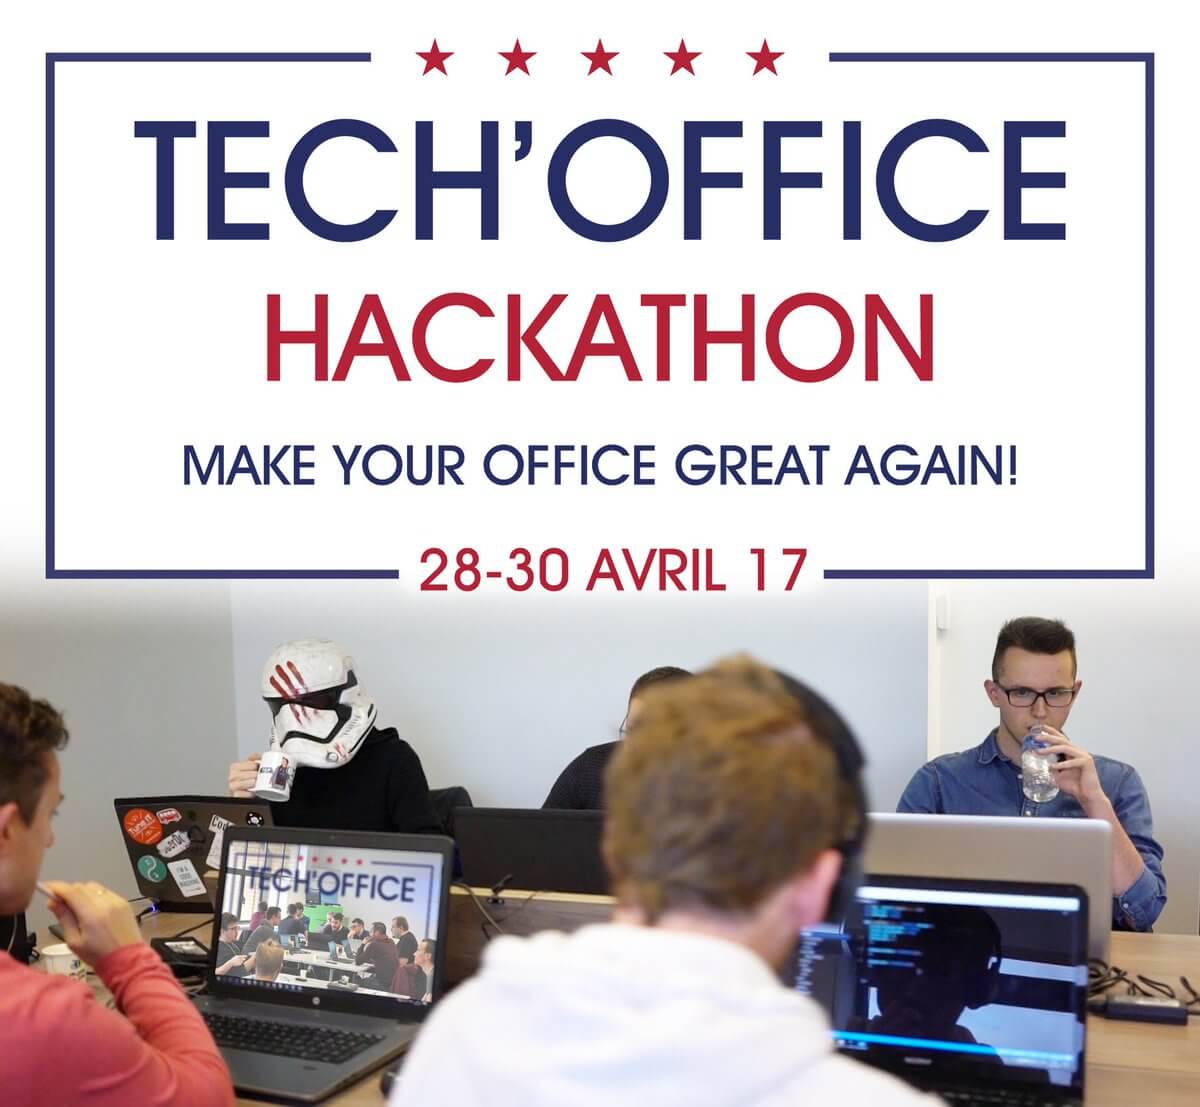 TECH'OFFICE
HACKATHON
MAKE YOUR OFFICE GREAT AGAIN!
28-30 AVRIL 17
TECH'OFFICE